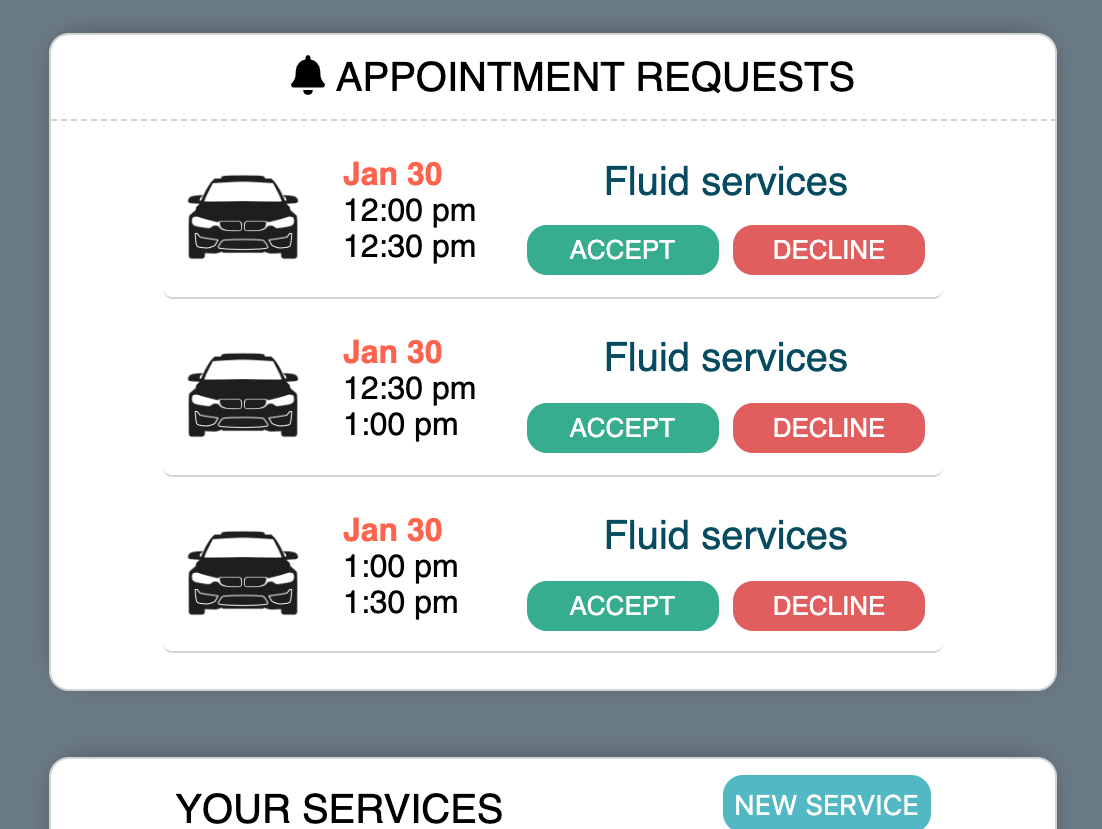 APPOINTMENT REQUESTS
Jan 30
12:00 pm
12:30 pm
Fluid services
ACCEPT DECLINE
Jan 30
12:30 pm
1:00 pm
Fluid services
ACCEPT DECLINE
Jan 30
1:00 pm
1:30 pm
Fluid services
ACCEPT DECLINE
YOUR SERVICES NEW SERVICE